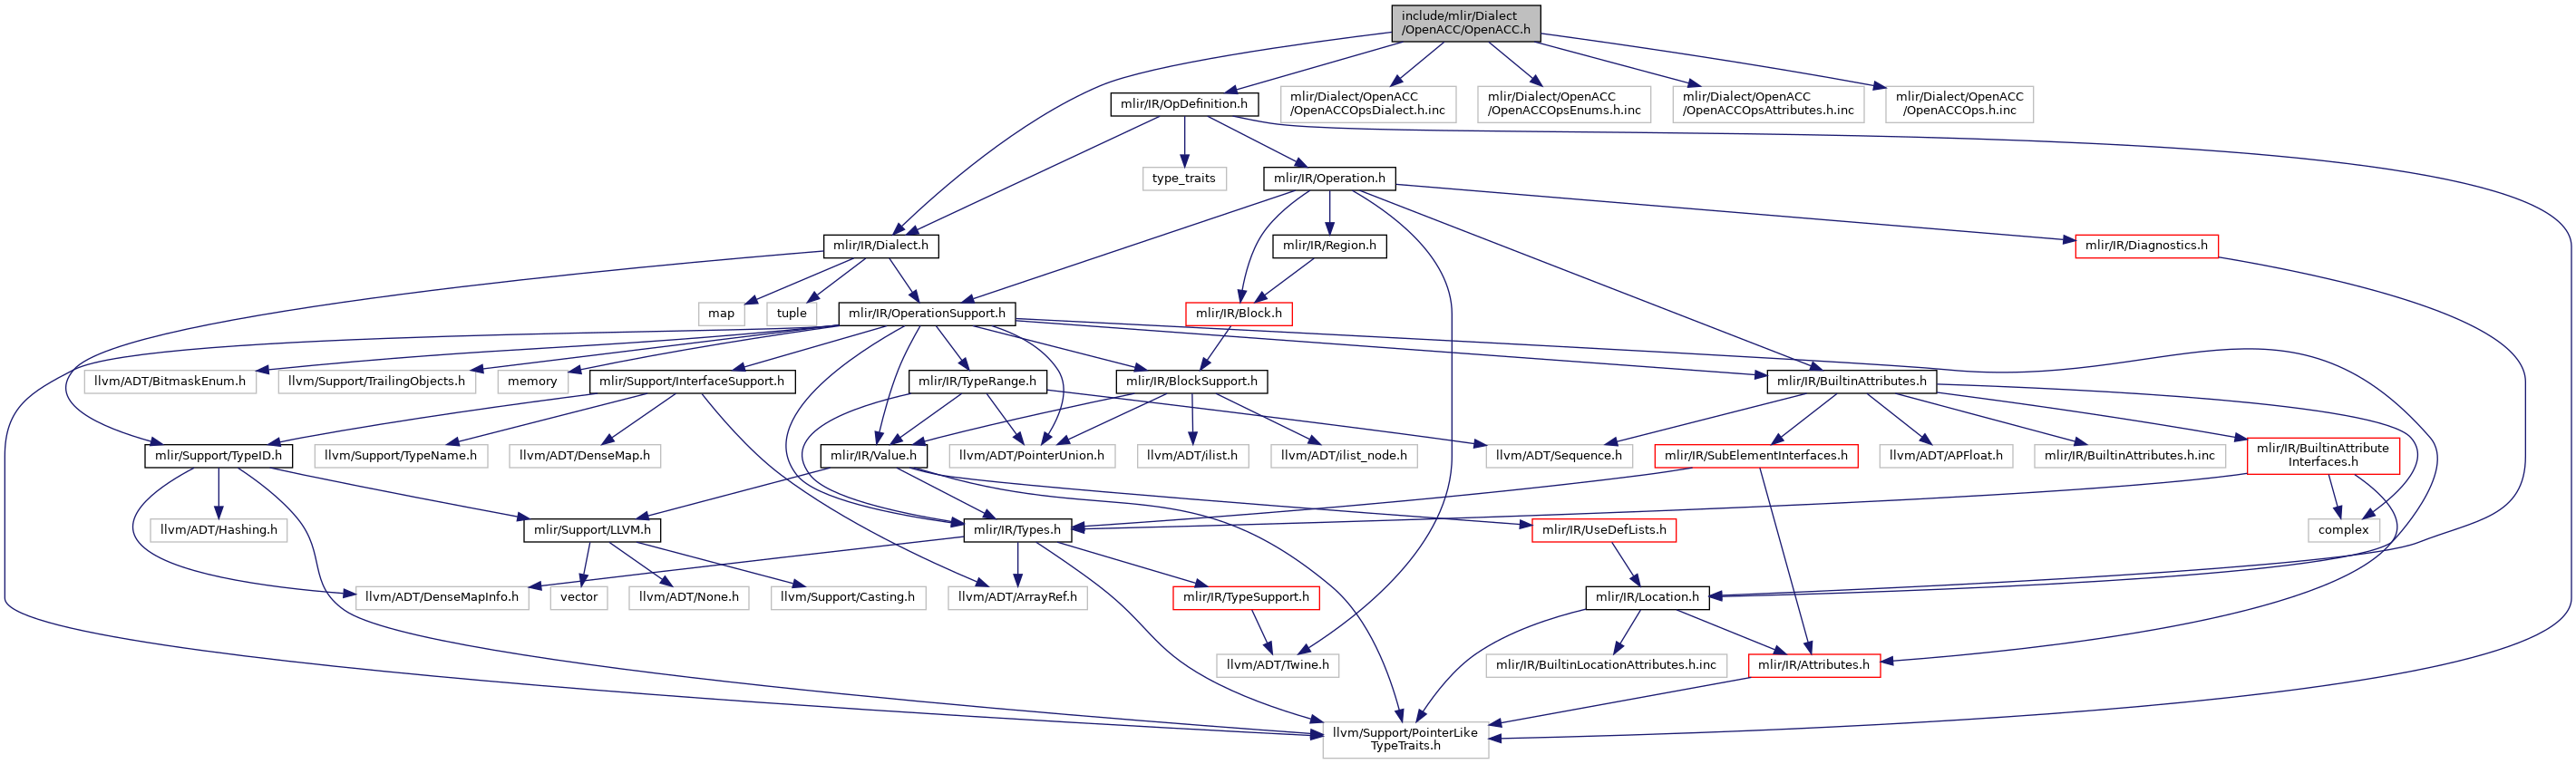 include/mlir/Dialect
/OpenACC/OpenACC.h
mlir/IR/OpDefinition.h
mlir/Dialect/OpenACC
/OpenACCOpsDialect.h.inc
mlir/Dialect/OpenACC
/OpenACCOpsEnums.h.inc
mlir/Dialect/OpenACC
/OpenACCOpsAttributes.h.inc
mlir/Dialect/OpenACC
/OpenACCOps.h.inc
type_traits
mlir/IR/Operation.h
mlir/IR/Dialect.h
mlir/IR/Region.h
mlir/IR/Diagnostics.h
map
tuple
mlir/IR/OperationSupport.h
mlir/IR/Block.h
llvm/ADT/BitmaskEnum.h
llvm/Support/TrailingObjects.h
memory
mlir/Support/InterfaceSupport.h
mlir/IR/TypeRange.h
mlir/IR/BlockSupport.h
mlir/IR/BuiltinAttributes.h
mlir/Support/TypeID.h
llvm/Support/TypeName.h
llvm/ADT/DenseMap.h
mlir/IR/Value.h
llvm/ADT/PointerUnion.h
llvm/ADT/ilist.h
llvm/ADT/ilist_node.h
llvm/ADT/Sequence.h
mlir/IR/SubElementInterfaces.h
llvm/ADT/APFloat.h
mlir/IR/BuiltinAttributes.h.inc
mlir/IR/BuiltinAttribute
Interfaces.h
llvm/ADT/Hashing.h
mlir/Support/LLVM.h
mlir/IR/Types.h
mlir/IR/UseDefLists.h
complex
llvm/ADT/DenseMapInfo.h
vector
llvm/ADT/None.h
llvm/Support/Casting.h
llvm/ADT/ArrayRef.h
mlir/IR/TypeSupport.h
mlir/IR/Location.h
llvm/ADT/Twine.h
mlir/IR/BuiltinLocationAttributes.h.inc
mlir/IR/Attributes.h
llvm/Support/PointerLike
TypeTraits.h